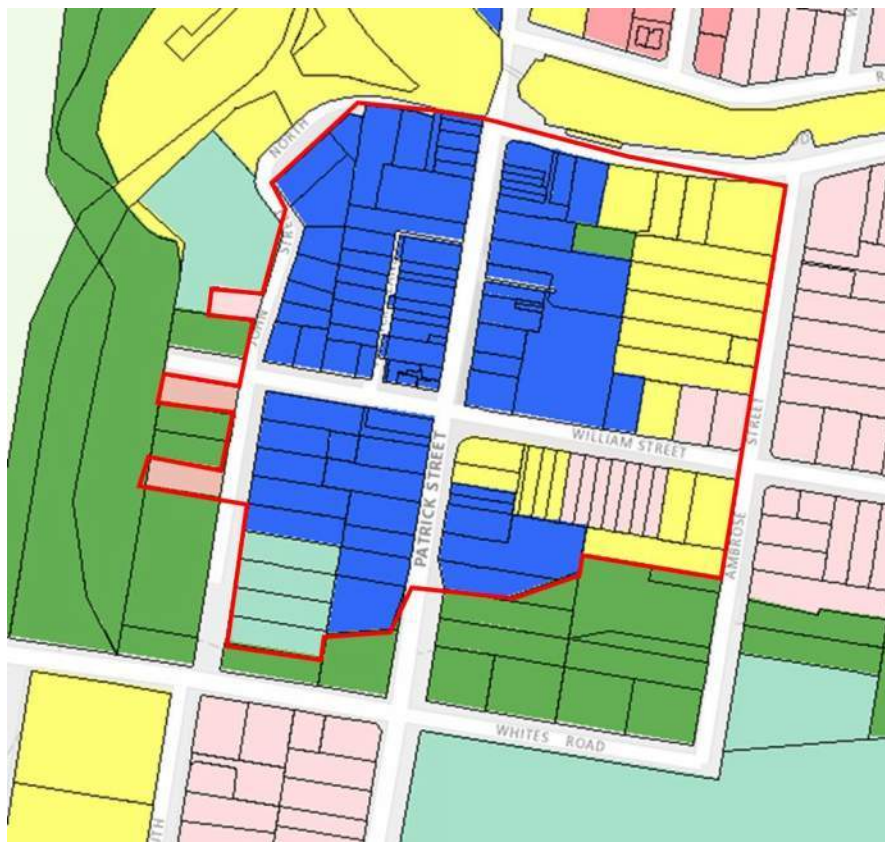 NORTH
STREET
JOHN
WILLIAM STREET
PATRICK STREET
STREET
AMBROSE
WHITES ROAD